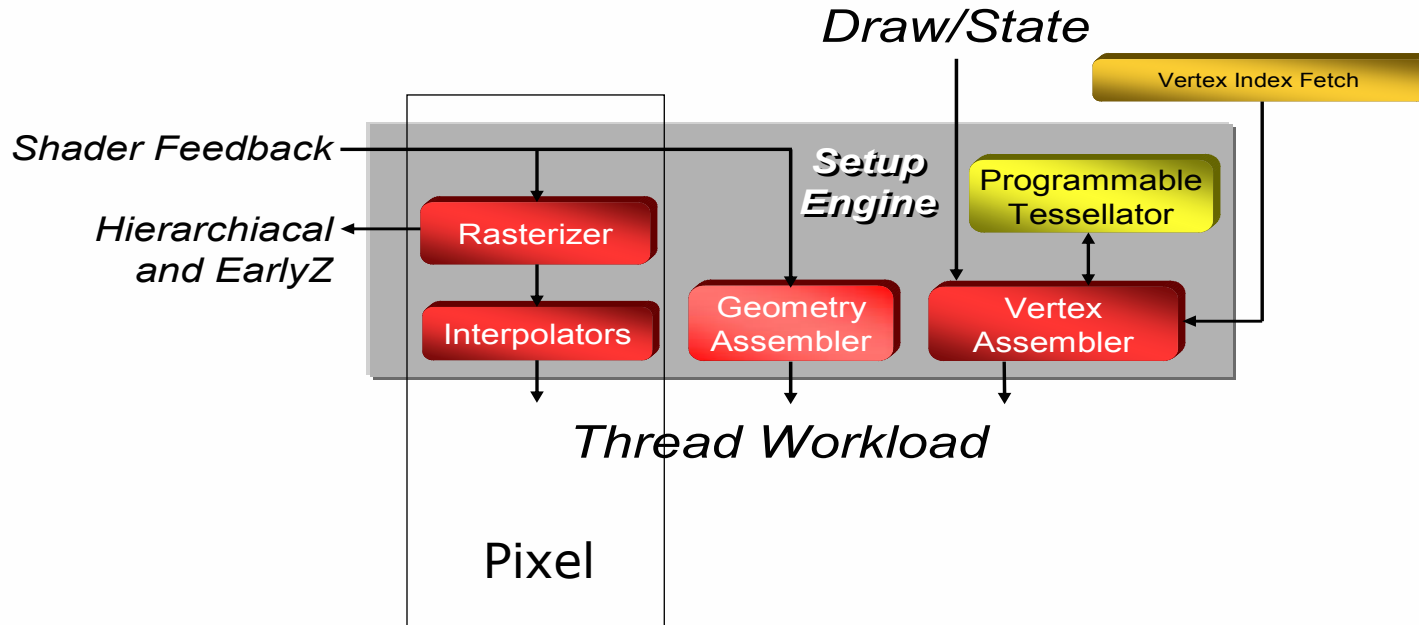 Draw/State
Vertex Index Fetch
Shader Feedback
Setup
Engine
Programmable
Tessellator
Hierarchiacal
and EarlyZ
Rasterizer
Interpolators
Geometry
Assembler
Vertex
Assembler
Thread Workload
Pixel